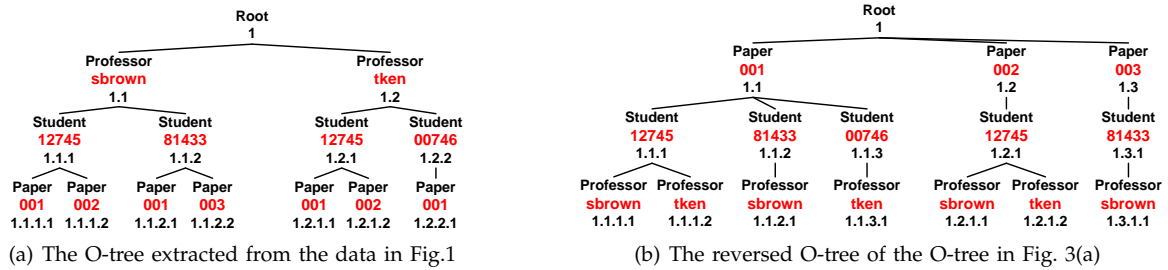 Root
1
Professor Professor
sbrown tken
1.1 1.2
Student Student Student Student
12745 81433 12745 00746
1.1.1 1.1.2 1.2.1 1.2.2
Paper Paper Paper Paper Paper Paper Paper
001 002 001 003 001 002 001
1.1.1.1 1.1.1.2 1.1.2.1 1.1.2.2 1.2.1.1 1.2.1.2 1.2.2.1
(a) The O-tree extracted from the data in Fig.1
Root
1
Paper Paper Paper
001 002 003
1.1 1.2 1.3
Student Student Student Student Student
12745 81433 00746 12745 81433
1.1.1 1.1.2 1.1.3 1.2.1 1.3.1
Professor Professor Professor Professor Professor Professor Professor
sbrown tken sbrown tken sbrown tken sbrown
1.1.1.1 1.1.1.2 1.1.2.1 1.1.3.1 1.2.1.1 1.2.1.2 1.3.1.1
(b) The reversed O-tree of the O-tree in Fig. 3(a)